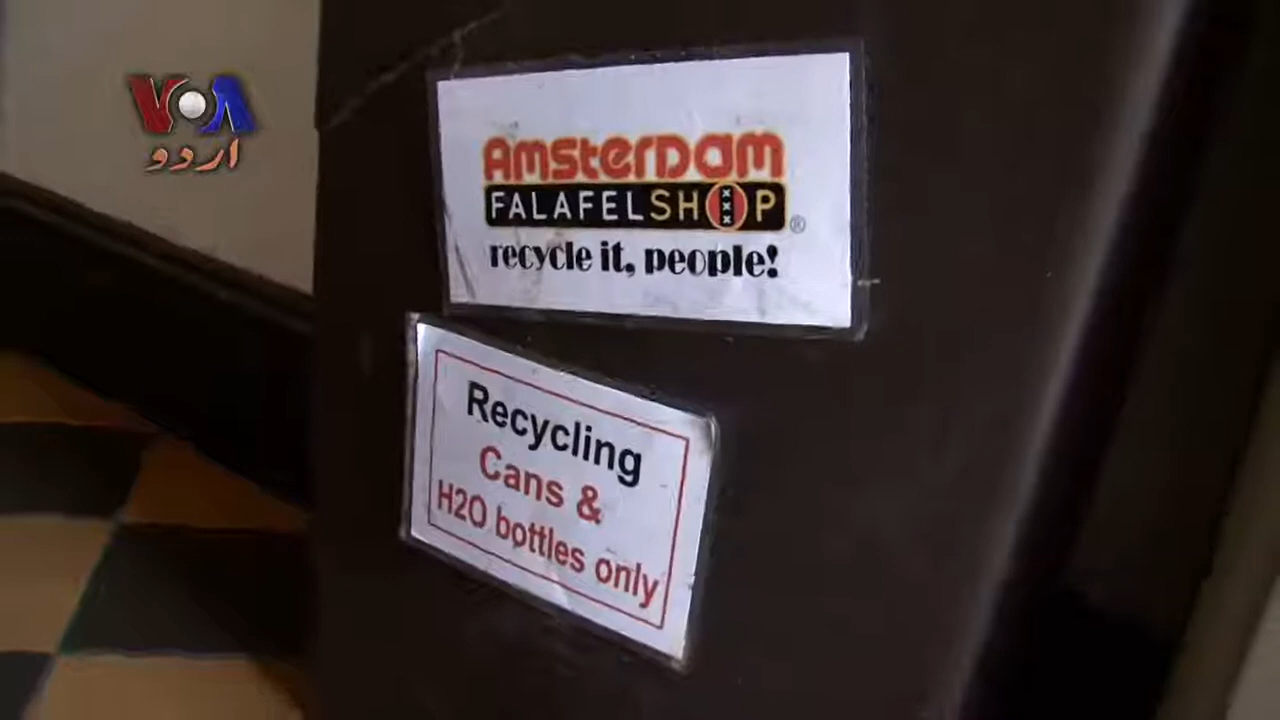 VOA
اردو
Amsterdam
FALAFELSHOP®
recycle it, people!
Recycling
Cans &
H2O bottles only